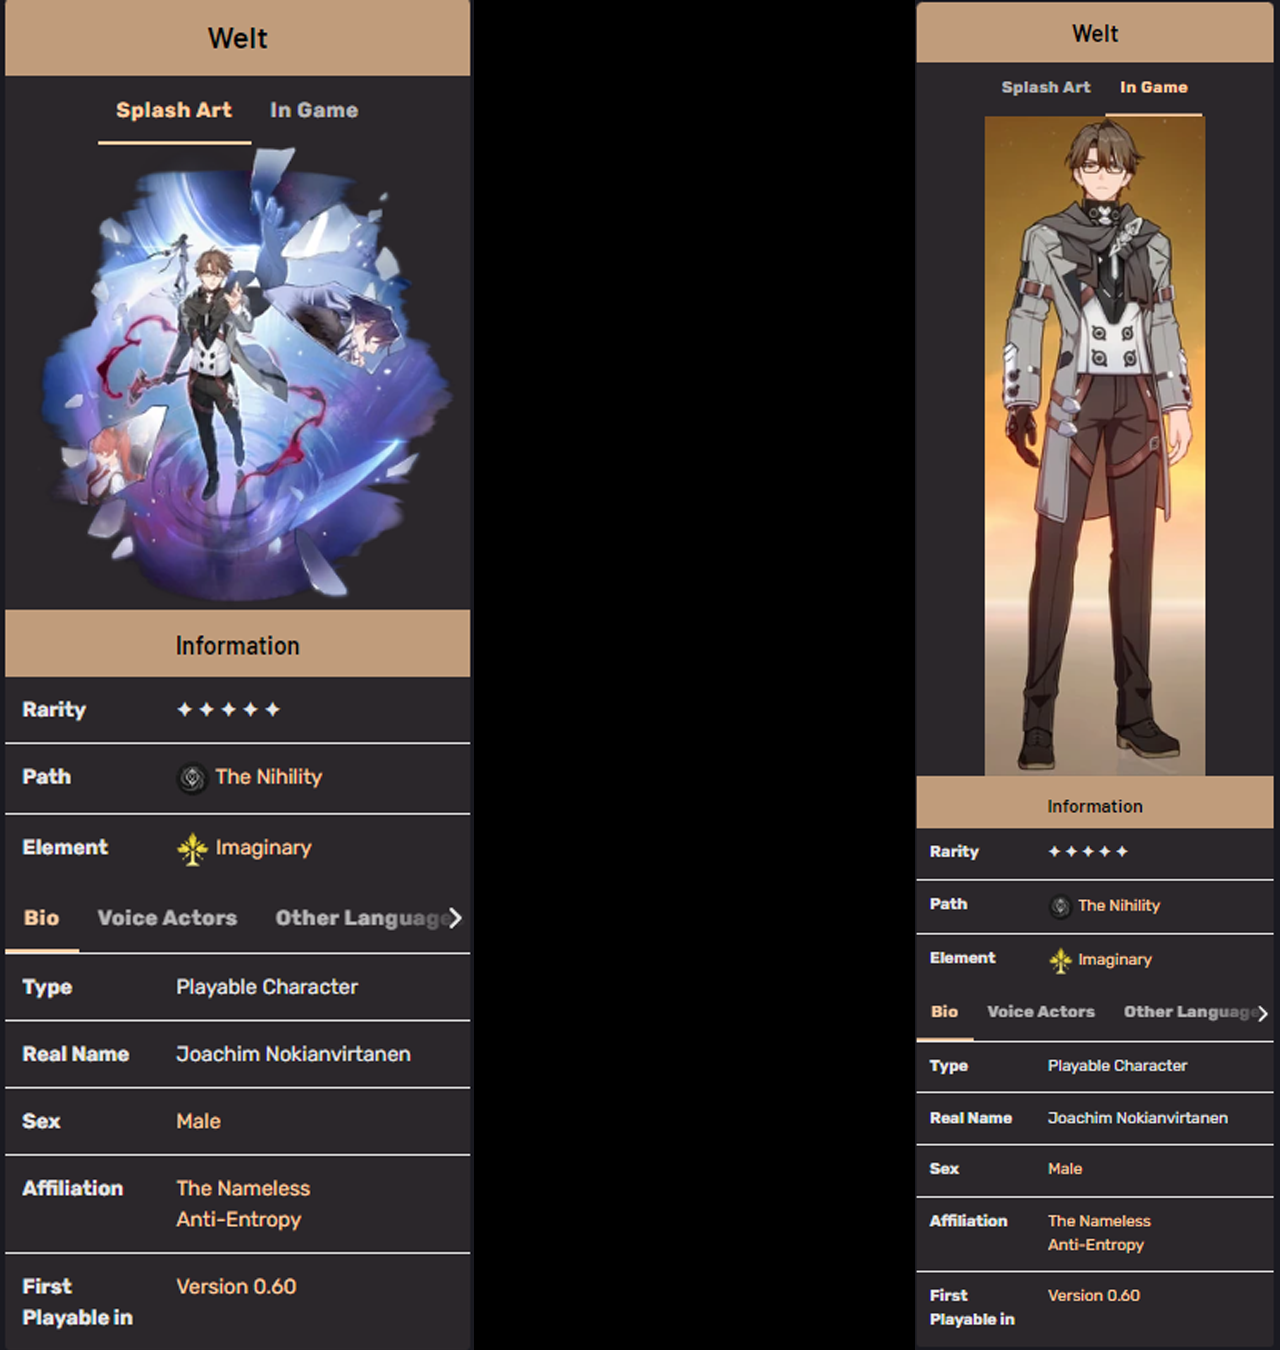 Welt
Splash Art In Game
Information
Rarity
Path The Nihility
Element Imaginary
Bio Voice Actors Other Language
Type Playable Character
Real Name Joachim Nokianvirtanen
Sex Male
Affiliation The Nameless
Anti-Entropy
First Version 0.60
Playable in
Welt
Splash Art In Game
Information
Rarity
Path The Nihility
Element Imaginary
Bio Voice Actors Other Language
Type Playable Character
Real Name Joachim Nokianvirtanen
Sex Male
Affiliation The Nameless
Anti-Entropy
First Version 0.60
Playable in